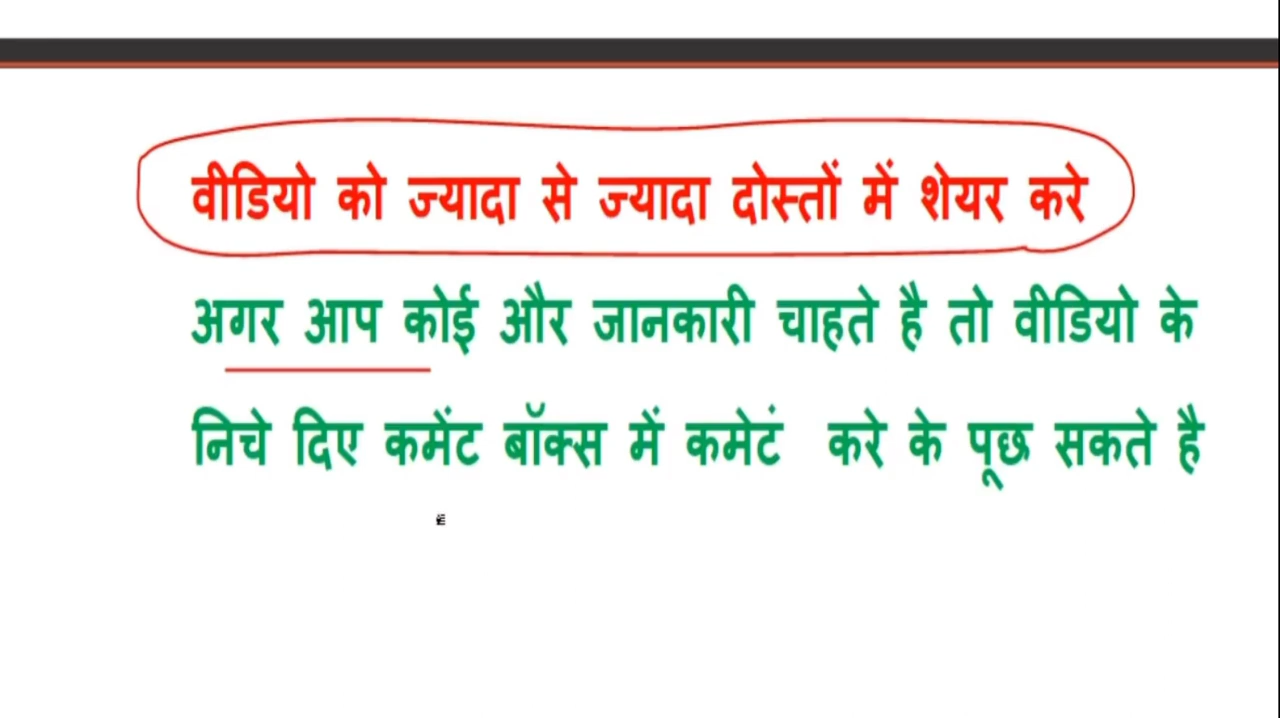 वीडियो को ज्यादा से ज्यादा दोस्तों में शेयर करे
अगर आप कोई और जानकारी चाहते है तो वीडियो के
निचे दिए कमेंट बॉक्स में कमेटं करे के पूछ सकते है